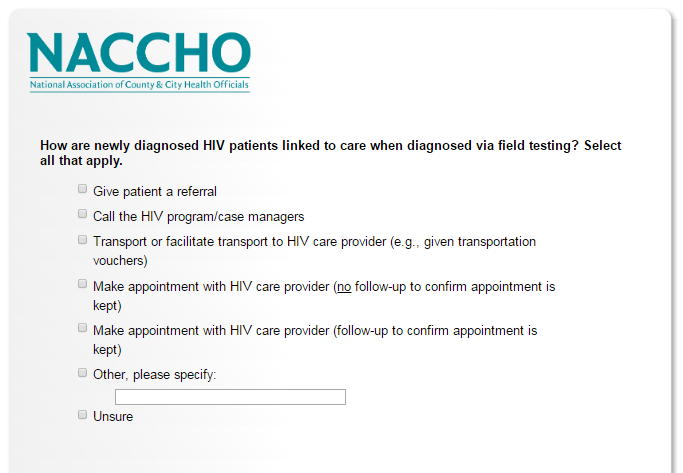 NACCHO
National Association of County & City Health Officials
How are newly diagnosed HIV patients linked to care when diagnosed via field testing? Select
all that apply.
Give patient a referral
Call the HIV program/case managers
Transport or facilitate transport to HIV care provider (e.g., given transportation
vouchers)
Make appointment with HIV care provider (no follow-up to confirm appointment is
kept)
Make appointment with HIV care provider (follow-up to confirm appointment is
kept)
Other, please specify:
Unsure